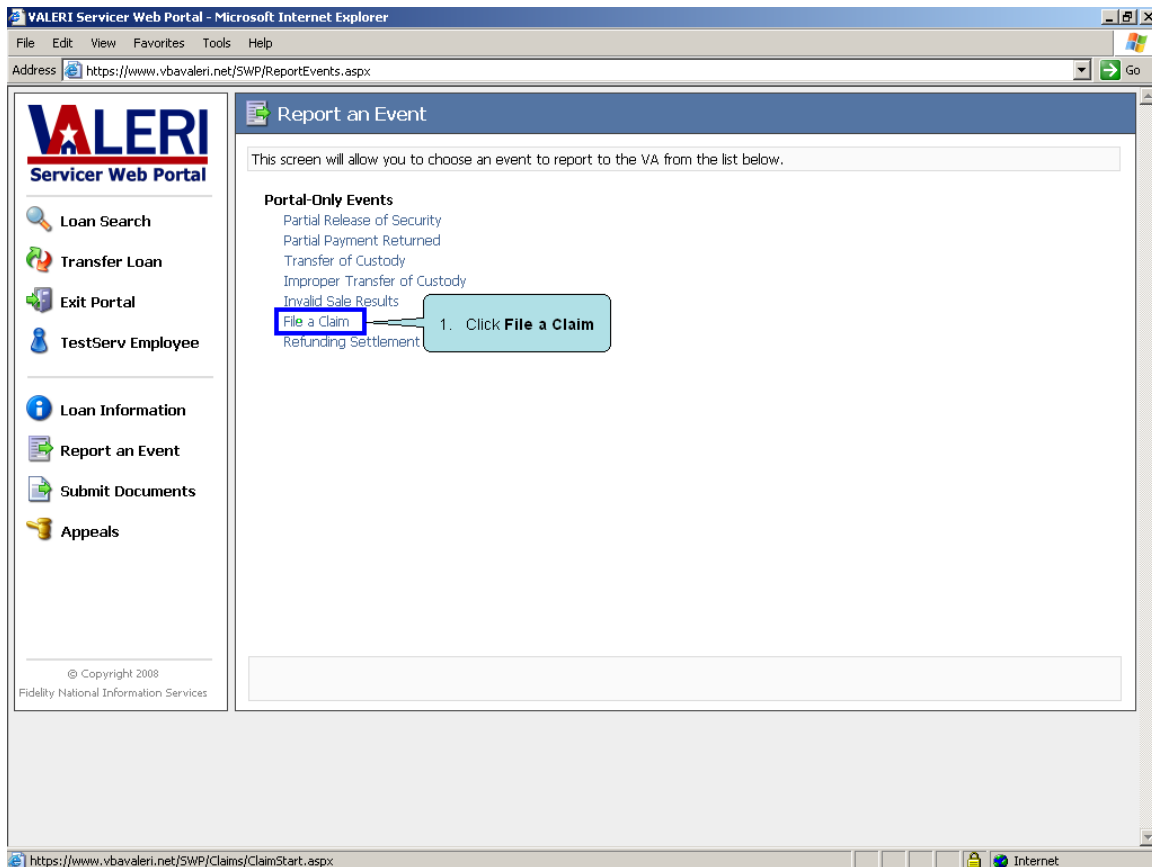 VALERI Servicer Web Portal - Microsoft Internet Explorer
File Edit View Favorites Tools Help
Address https://www.vbavaleri.net/SWP/ReportEvents.aspx Go
VALERI
Servicer Web Portal
Loan Search
Transfer Loan
Exit Portal
TestServ Employee
Loan Information
Report an Event
Submit Documents
Appeals
© Copyright 2008
Fidelity National Information Services
Report an Event
This screen will allow you to choose an event to report to the VA from the list below.
Portal-Only Events
Partial Release of Security
Partial Payment Returned
Transfer of Custody
Improper Transfer of Custody
Invalid Sale Results
File a Claim
1. Click File a Claim
Refunding Settlement
https://www.vbavaleri.net/SWP/Claims/ClaimStart.aspx
Internet